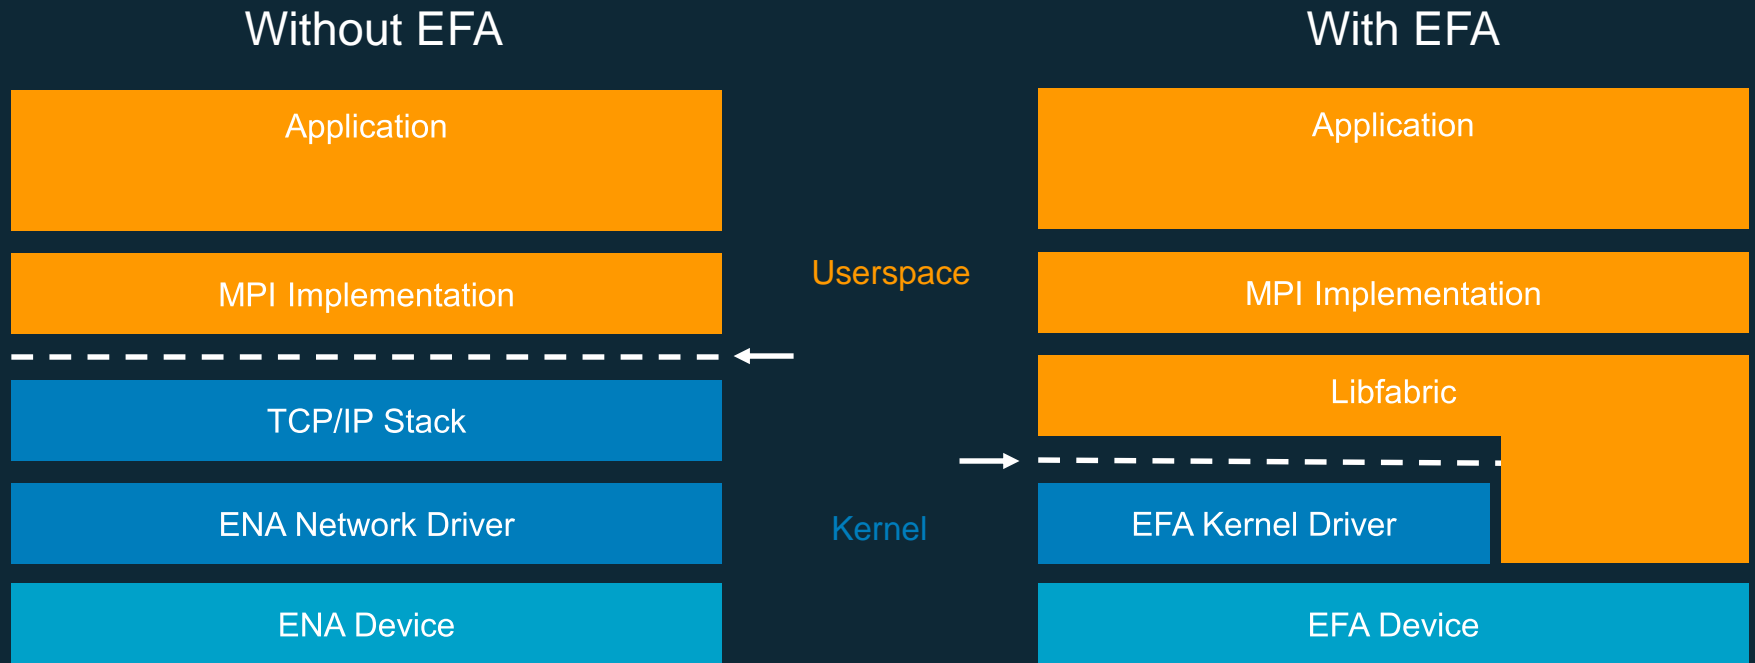 Without EFA
Application
MPI Implementation
TCP/IP Stack
ENA Network Driver
ENA Device
Userspace
Kernel
With EFA
Application
MPI Implementation
Libfabric
EFA Kernel Driver
EFA Device